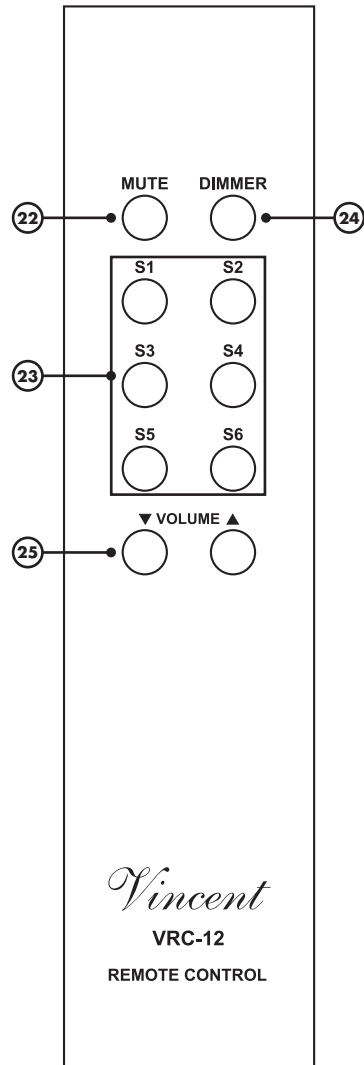 MUTE DIMMER
22 24
S1 S2
S3 S4
23
S5 S6
▼ VOLUME ▲
25
Vincent
VRC-12
REMOTE CONTROL